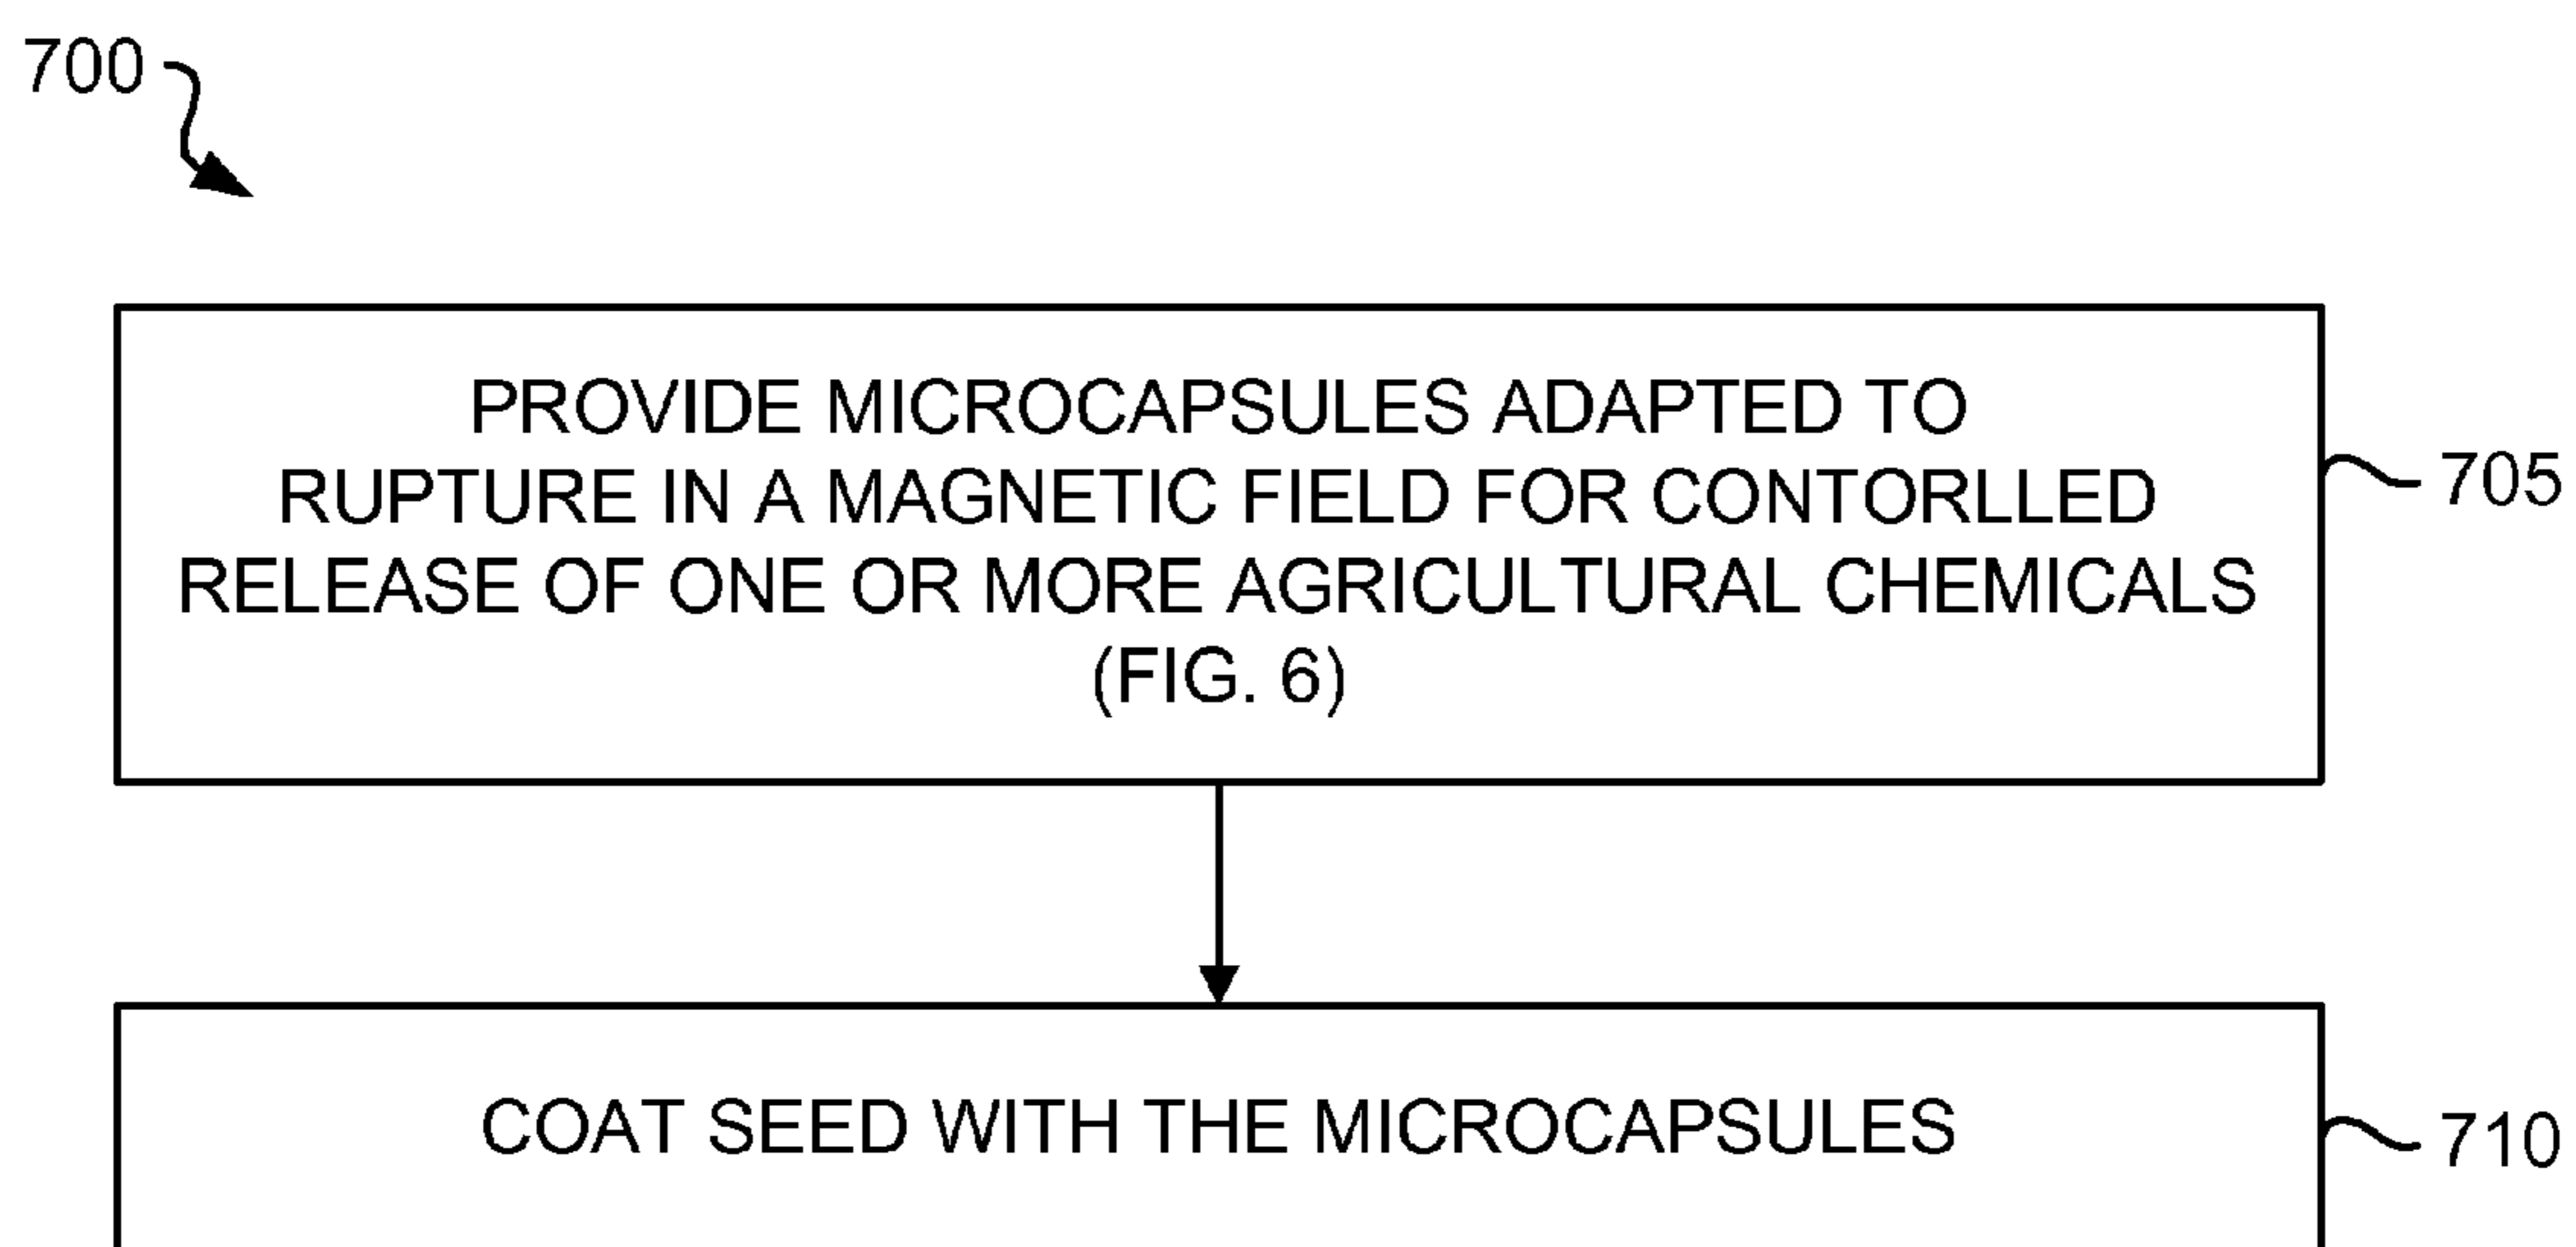 700
PROVIDE MICROCAPSULES ADAPTED TO
RUPTURE IN A MAGNETIC FIELD FOR CONTORLLED
RELEASE OF ONE OR MORE AGRICULTURAL CHEMICALS
(FIG. 6)
705
COAT SEED WITH THE MICROCAPSULES
710